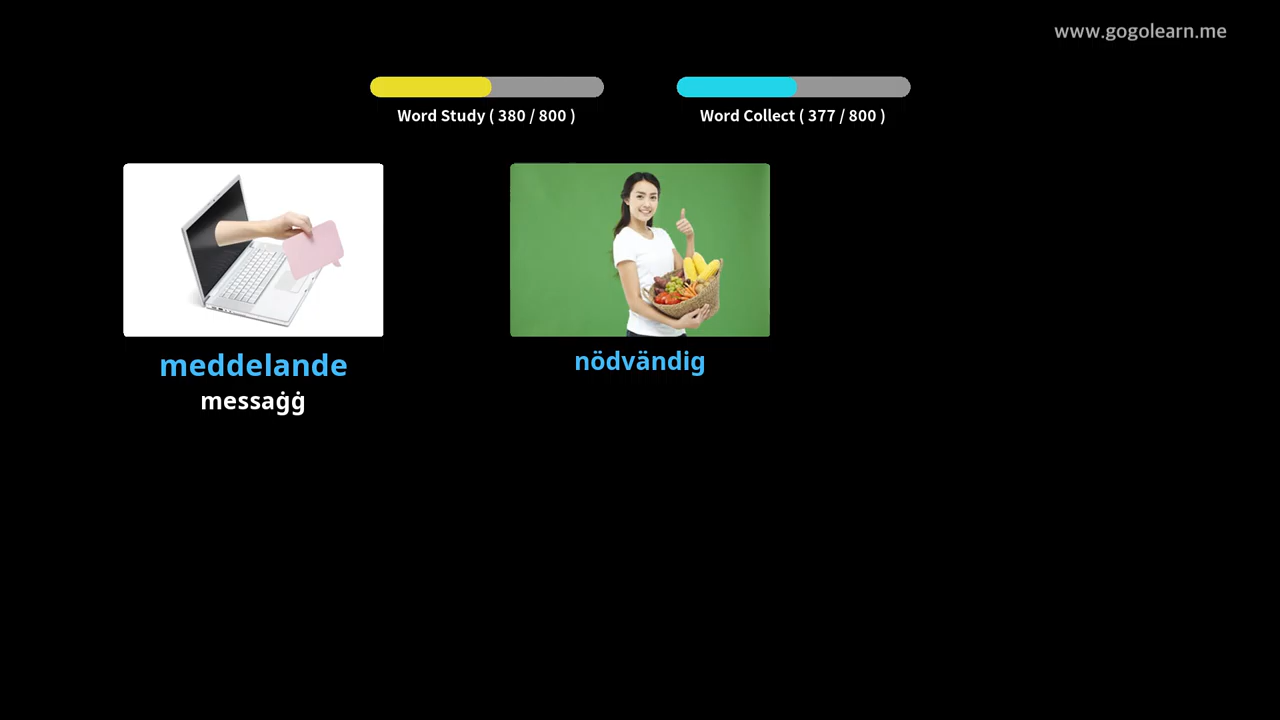 www.gogolearn.me
Word Study ( 380 / 800 )
Word Collect ( 377 / 800 )
meddelande
messaġġ
nödvändig